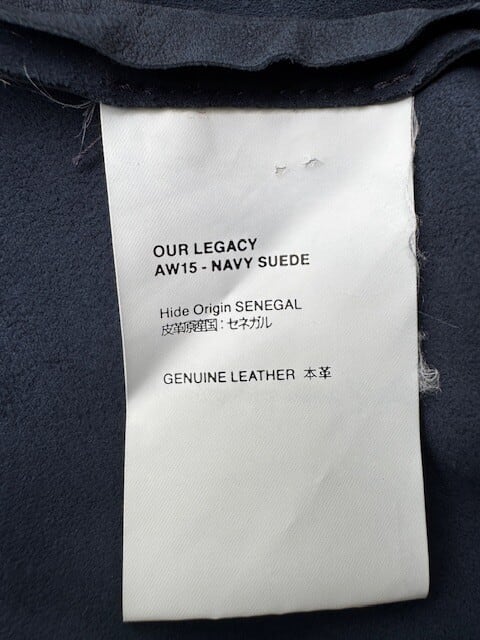 OUR LEGACY
AW15 - NAVY SUEDE
Hide Origin SENEGAL
皮革原産国：セネガル
GENUINE LEATHER 本革